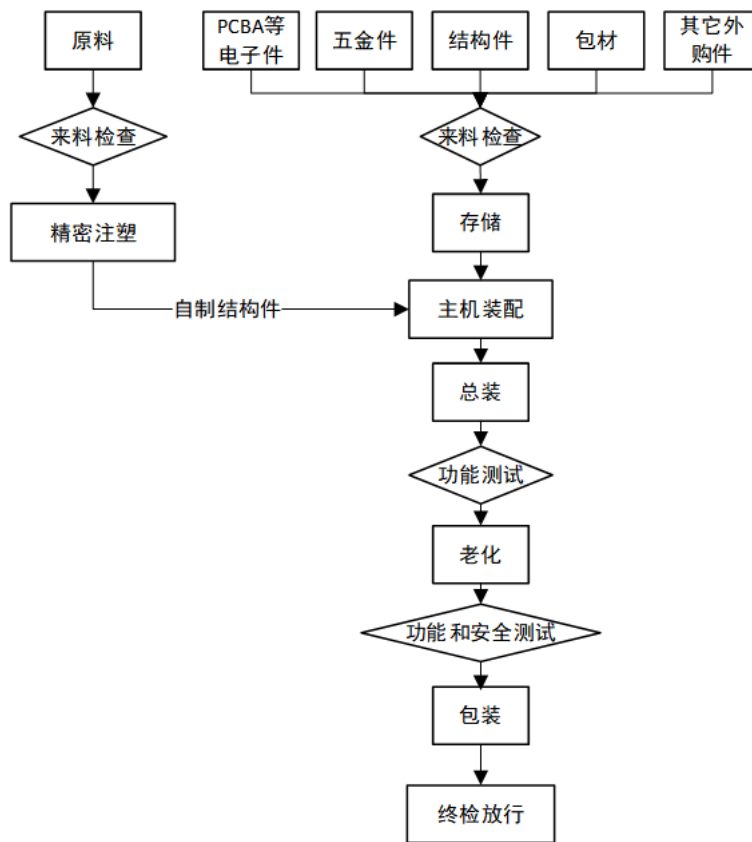 原料
PCBA等
电子件
五金件
结构件
包材
其它外
购件
来料检查
来料检查
精密注塑
存储
自制结构件
主机装配
总装
功能测试
老化
功能和安全测试
包装
终检放行